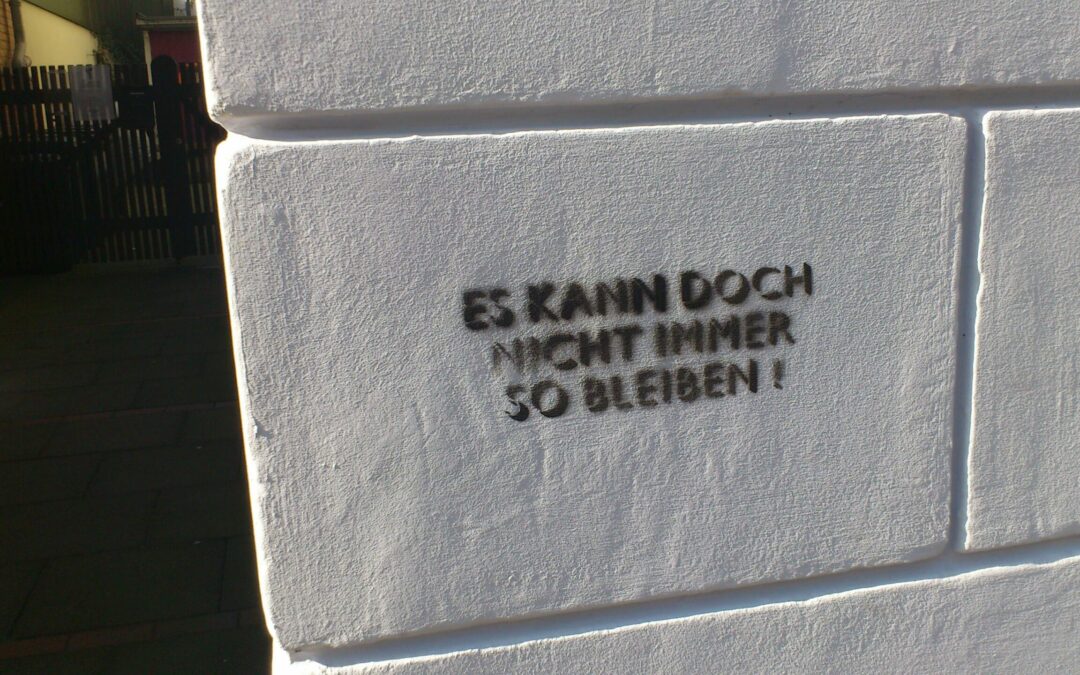 ES KANN DOCH
NICHT IMMER
SO BLEIBEN!